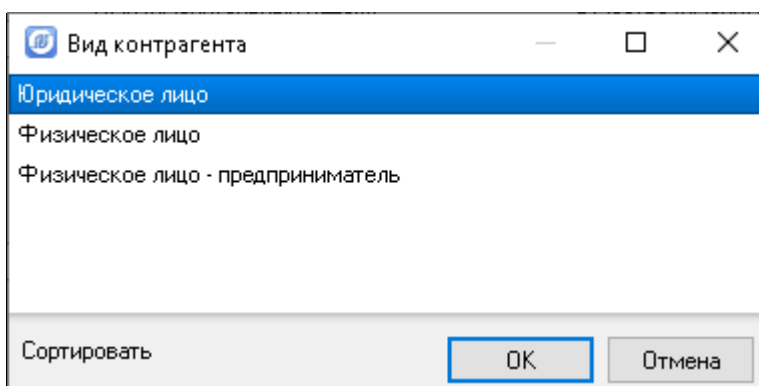 Вид контрагента
Юридическое лицо
Физическое лицо
Физическое лицо - предприниматель
Сортировать
OK
Отмена